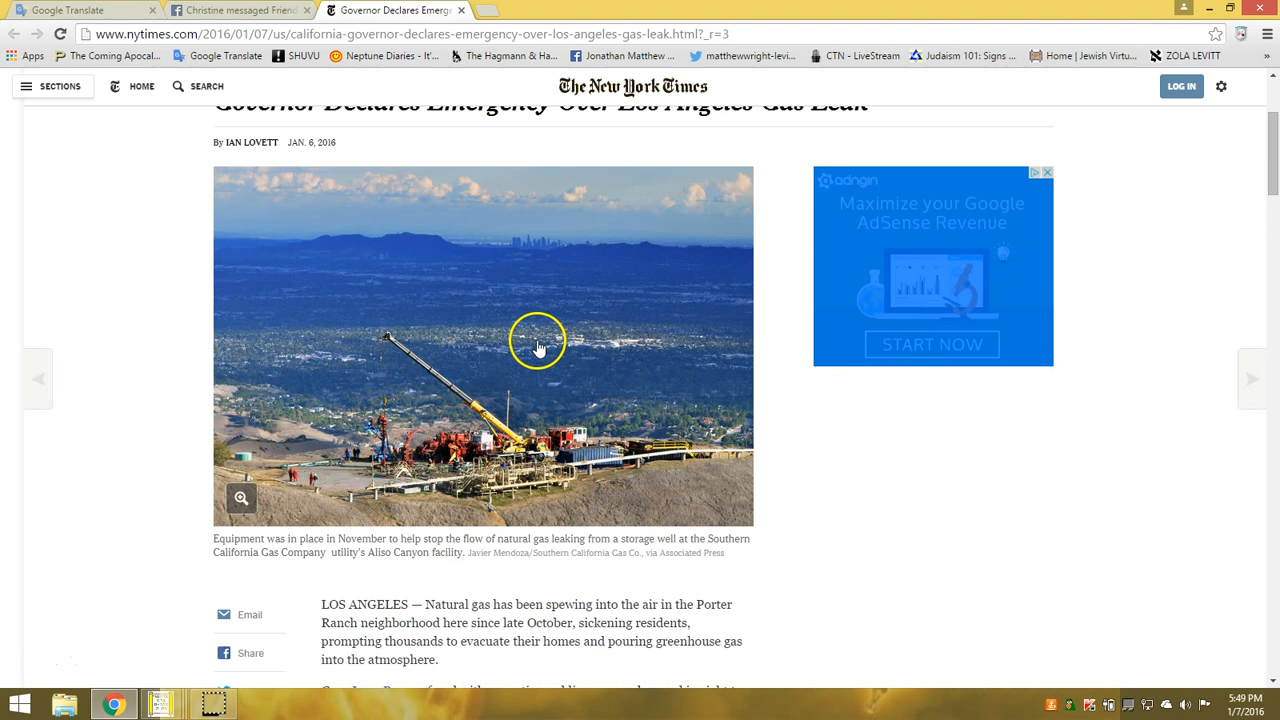 Google Translate
Christine messaged Friend
Governor Declares Emerge
www.nytimes.com/2016/01/07/us/california-governor-declares-emergency-over-los-angeles-gas-leak.html?_r=3
Apps
The Coming Apocal...
Google Translate
SHUVU
Neptune Digital - ...
The Hagmann & Ha...
Jonathan Matthew ...
matthewwright-levi...
CTN - LiveStream
Judaism 101: Signs ...
Home | Jewish Virtu...
ZOLA LEVITT
SECTIONS
HOME
SEARCH
The New York Times
LOG IN
Governor Declares Emergency Over Los Angeles Gas Leak
By IAN LOVETT JAN. 6, 2016
adngin
Maximize your Google
AdSense Revenue
START NOW
Equipment was in place in November to help stop the flow of natural gas leaking from a storage well at the Southern
California Gas Company utility's Aliso Canyon facility. Javier Mendoza/Southern California Gas Co., via Associated Press
Email
Share
LOS ANGELES — Natural gas has been spewing into the air in the Porter
Ranch neighborhood here since late October, sickening residents,
prompting thousands to evacuate their homes and pouring greenhouse gas
into the atmosphere.
5:49 PM
1/7/2016